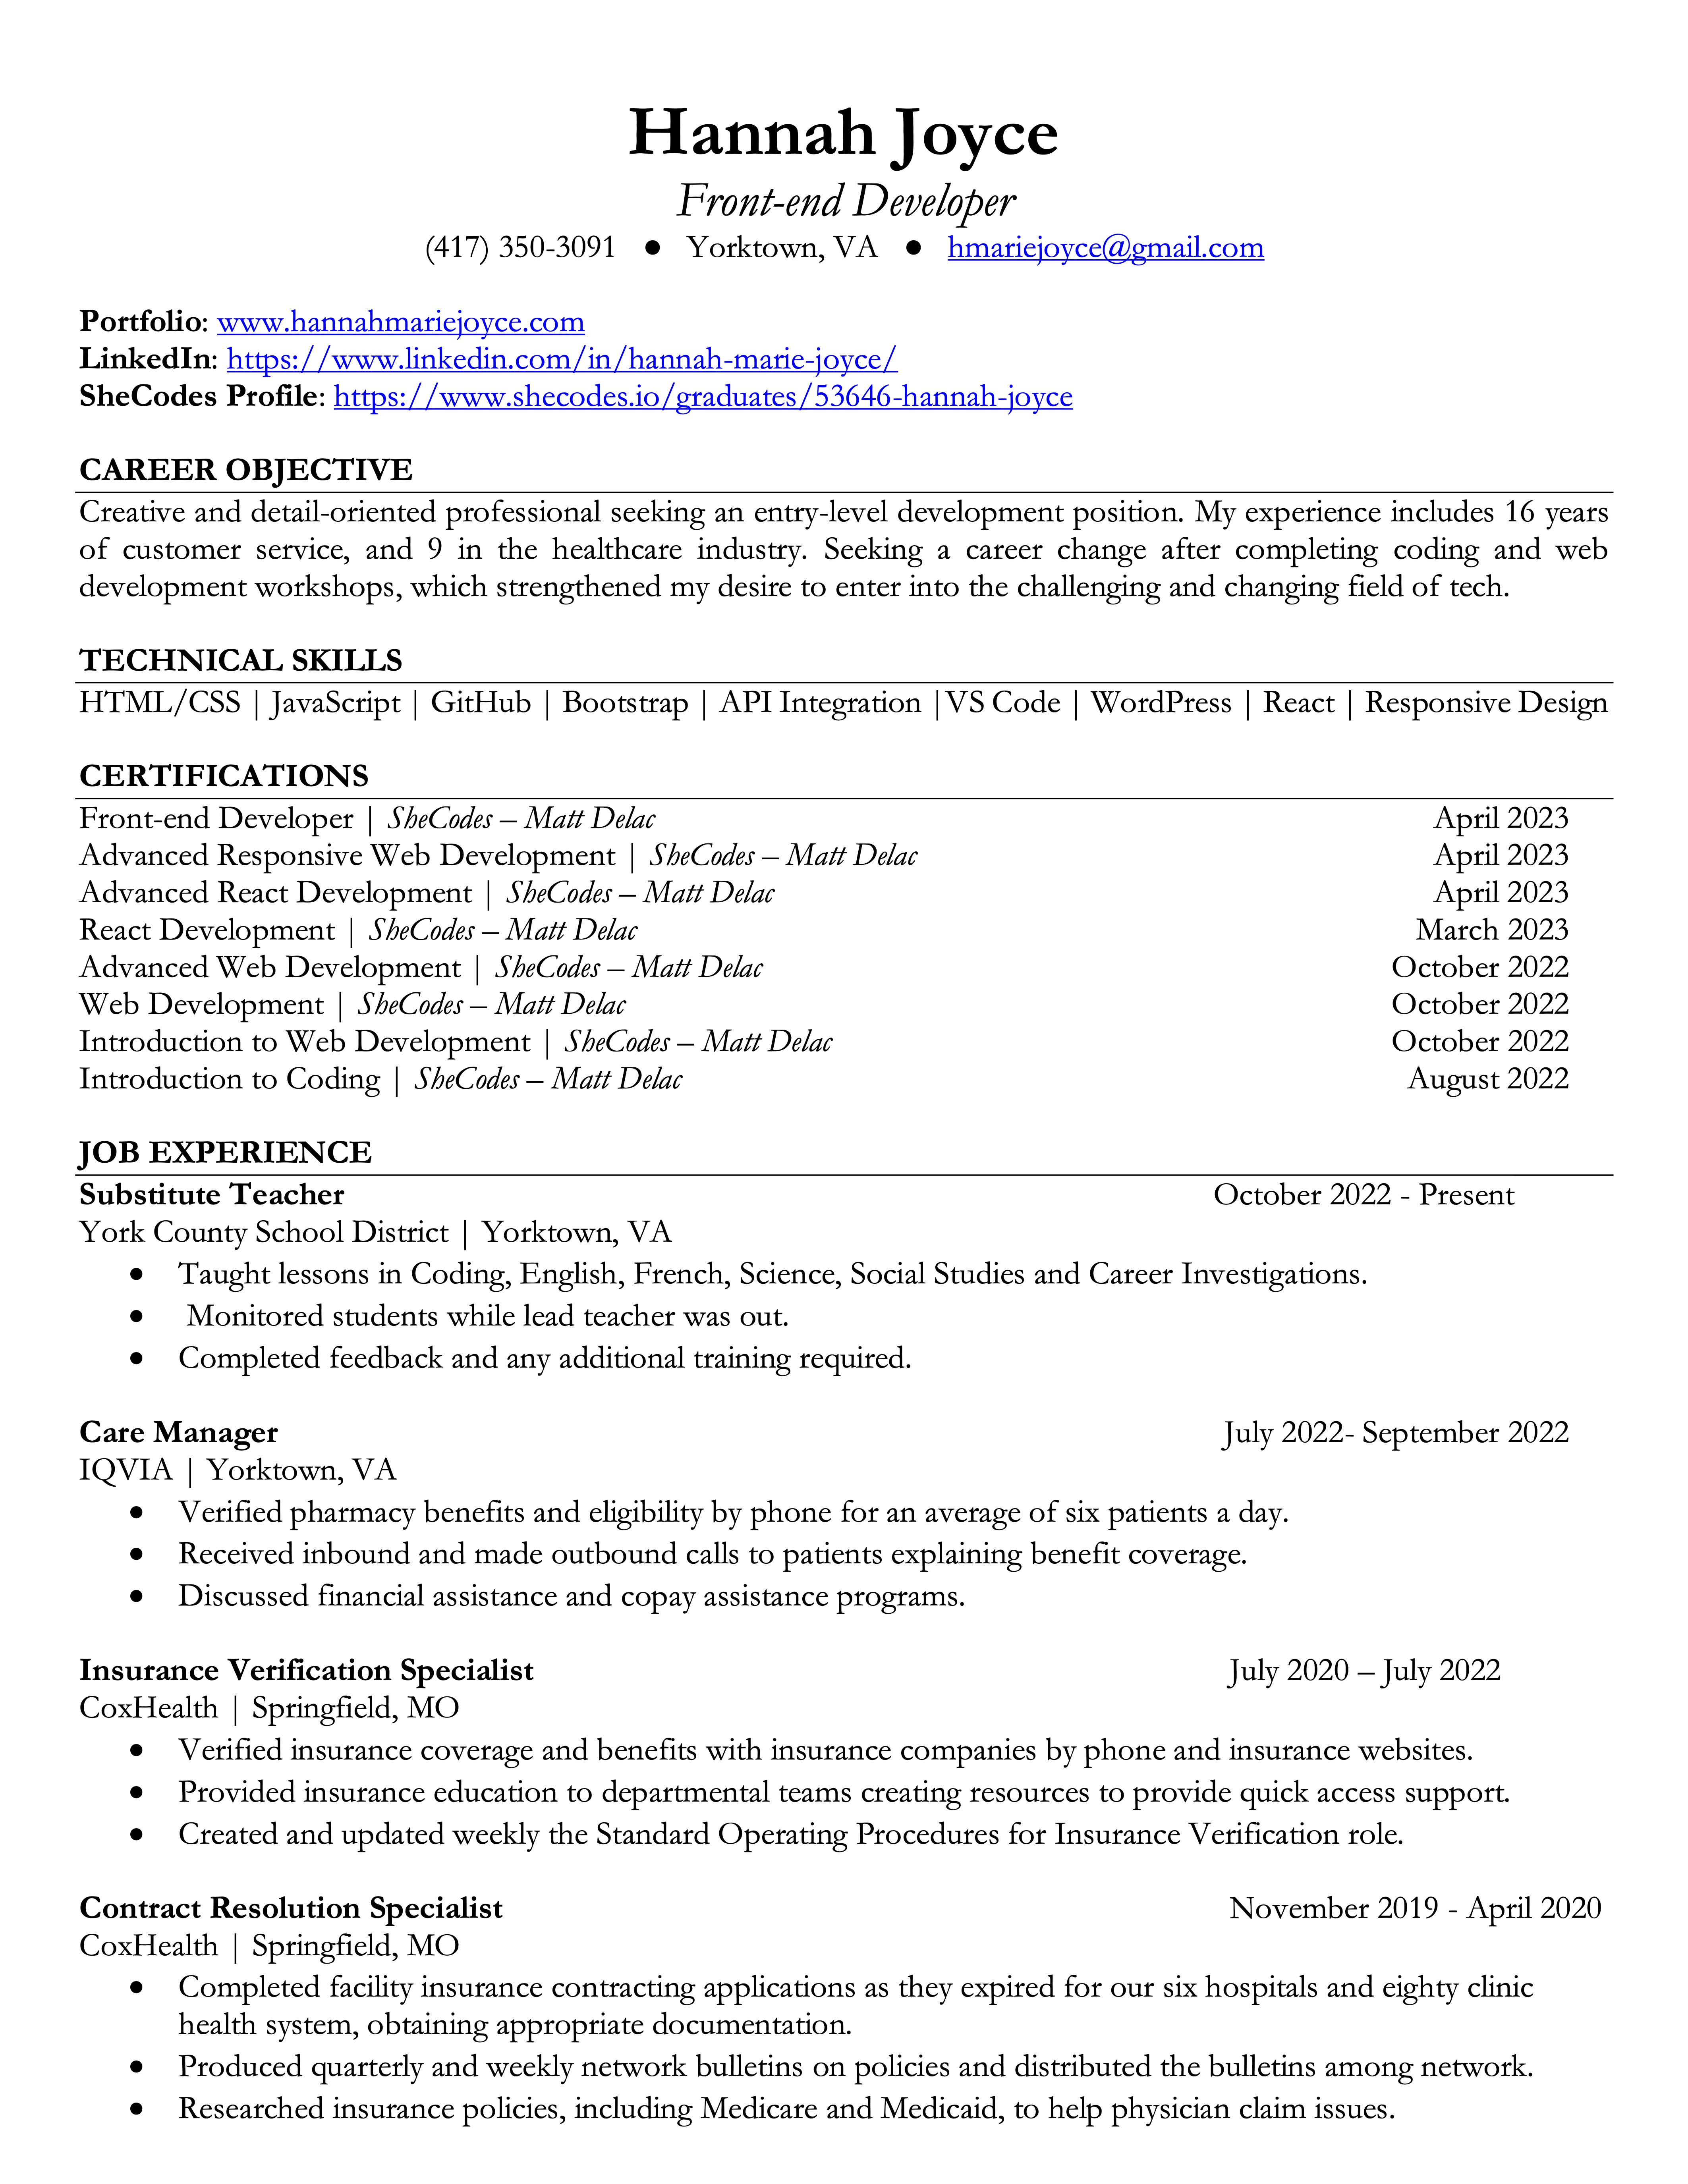 Hannah Joyce
Front-end Developer
(417) 350-3091 ● Yorktown, VA ● hmariejoyce@gmail.com
Portfolio: www.hannahmariejoyce.com
LinkedIn: https://www.linkedin.com/in/hannah-marie-joyce/
SheCodes Profile: https://www.shecodes.io/graduates/53646-hannah-joyce
CAREER OBJECTIVE
Creative and detail-oriented professional seeking an entry-level development position. My experience includes 16 years
of customer service, and 9 in the healthcare industry. Seeking a career change after completing coding and web
development workshops, which strengthened my desire to enter into the challenging and changing field of tech.
TECHNICAL SKILLS
HTML/CSS | JavaScript | GitHub | Bootstrap | API Integration |VS Code | WordPress | React | Responsive Design
CERTIFICATIONS
Front-end Developer | SheCodes – Matt Delac April 2023
Advanced Responsive Web Development | SheCodes – Matt Delac April 2023
Advanced React Development | SheCodes – Matt Delac April 2023
React Development | SheCodes – Matt Delac March 2023
Advanced Web Development | SheCodes – Matt Delac October 2022
Web Development | SheCodes – Matt Delac October 2022
Introduction to Web Development | SheCodes – Matt Delac October 2022
Introduction to Coding | SheCodes – Matt Delac August 2022
JOB EXPERIENCE
Substitute Teacher October 2022 - Present
York County School District | Yorktown, VA
● Taught lessons in Coding, English, French, Science, Social Studies and Career Investigations.
● Monitored students while lead teacher was out.
● Completed feedback and any additional training required.
Care Manager July 2022- September 2022
IQVIA | Yorktown, VA
● Verified pharmacy benefits and eligibility by phone for an average of six patients a day.
● Received inbound and made outbound calls to patients explaining benefit coverage.
● Discussed financial assistance and copay assistance programs.
Insurance Verification Specialist July 2020 – July 2022
CoxHealth | Springfield, MO
● Verified insurance coverage and benefits with insurance companies by phone and insurance websites.
● Provided insurance education to departmental teams creating resources to provide quick access support.
● Created and updated weekly the Standard Operating Procedures for Insurance Verification role.
Contract Resolution Specialist November 2019 - April 2020
CoxHealth | Springfield, MO
● Completed facility insurance contracting applications as they expired for our six hospitals and eighty clinic
health system, obtaining appropriate documentation.
● Produced quarterly and weekly network bulletins on policies and distributed the bulletins among network.
● Researched insurance policies, including Medicare and Medicaid, to help physician claim issues.